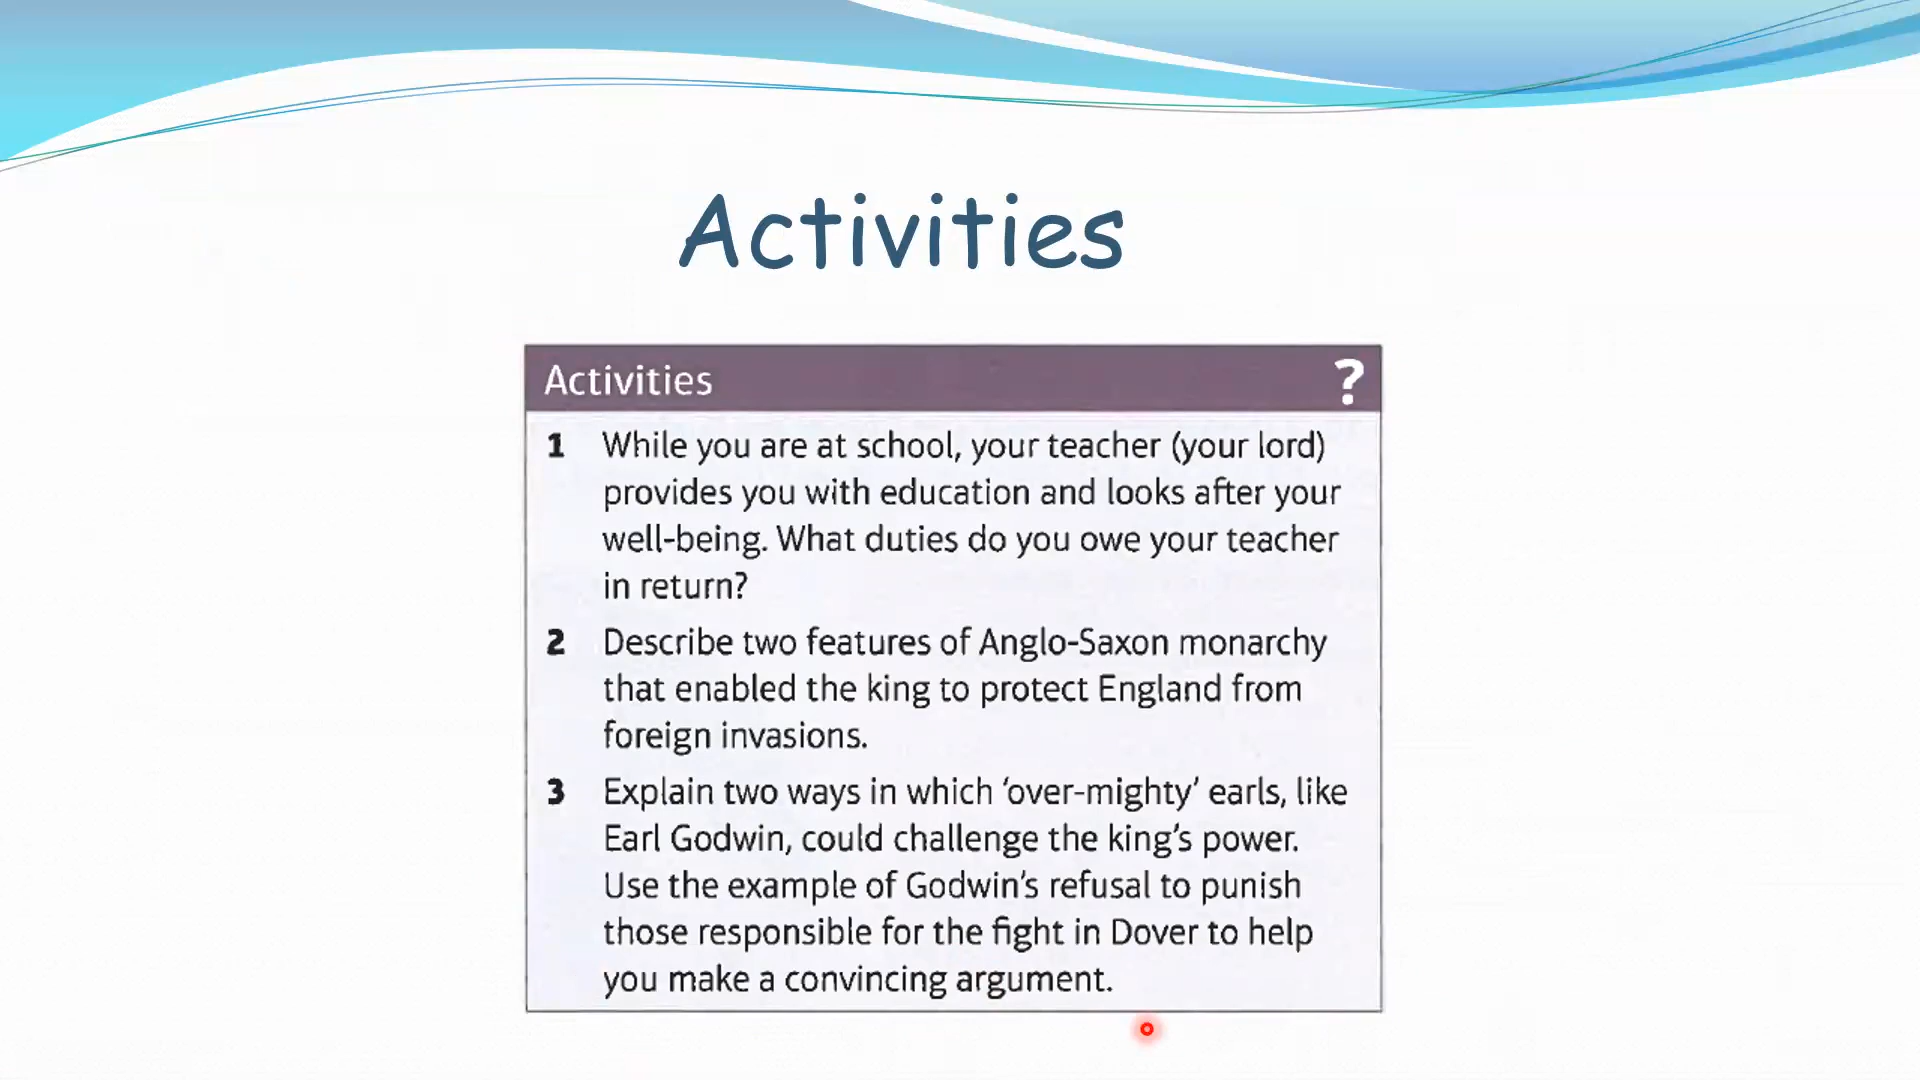 Activities
Activities ?
1 While you are at school, your teacher (your lord)
provides you with education and looks after your
well-being. What duties do you owe your teacher
in return?
2 Describe two features of Anglo-Saxon monarchy
that enabled the king to protect England from
foreign invasions.
3 Explain two ways in which ‘over-mighty’ earls, like
Earl Godwin, could challenge the king’s power.
Use the example of Godwin’s refusal to punish
those responsible for the fight in Dover to help
you make a convincing argument.